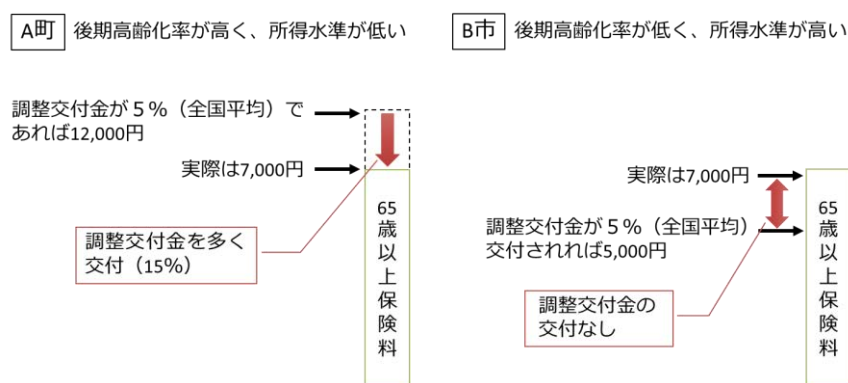 A町 後期高齢化率が高く、所得水準が低い
調整交付金が５％（全国平均）で
あれば12,000円
実際は7,000円
調整交付金を多く
交付（15%）
65歳以上保険料
B市 後期高齢化率が低く、所得水準が高い
実際は7,000円
調整交付金が５％（全国平均）
交付されれば5,000円
調整交付金の
交付なし
65歳以上保険料